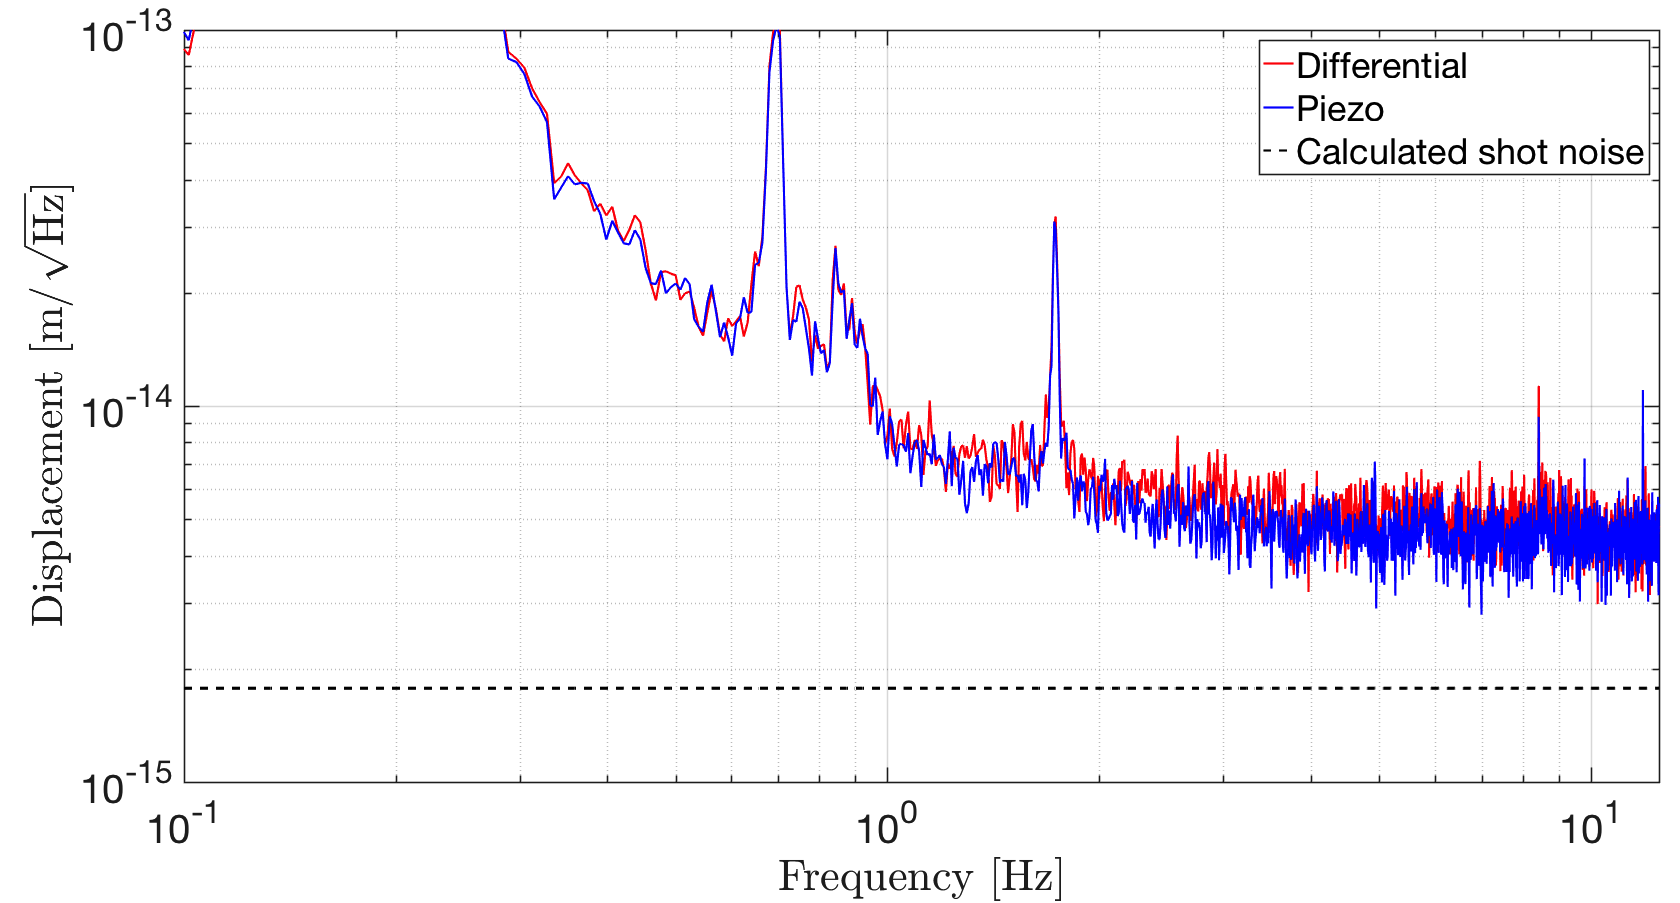 10^-13
10^-14
10^-15
Displacement [m/√Hz]
Differential
Piezo
Calculated shot noise
10^-1
10^0
10^1
Frequency [Hz]